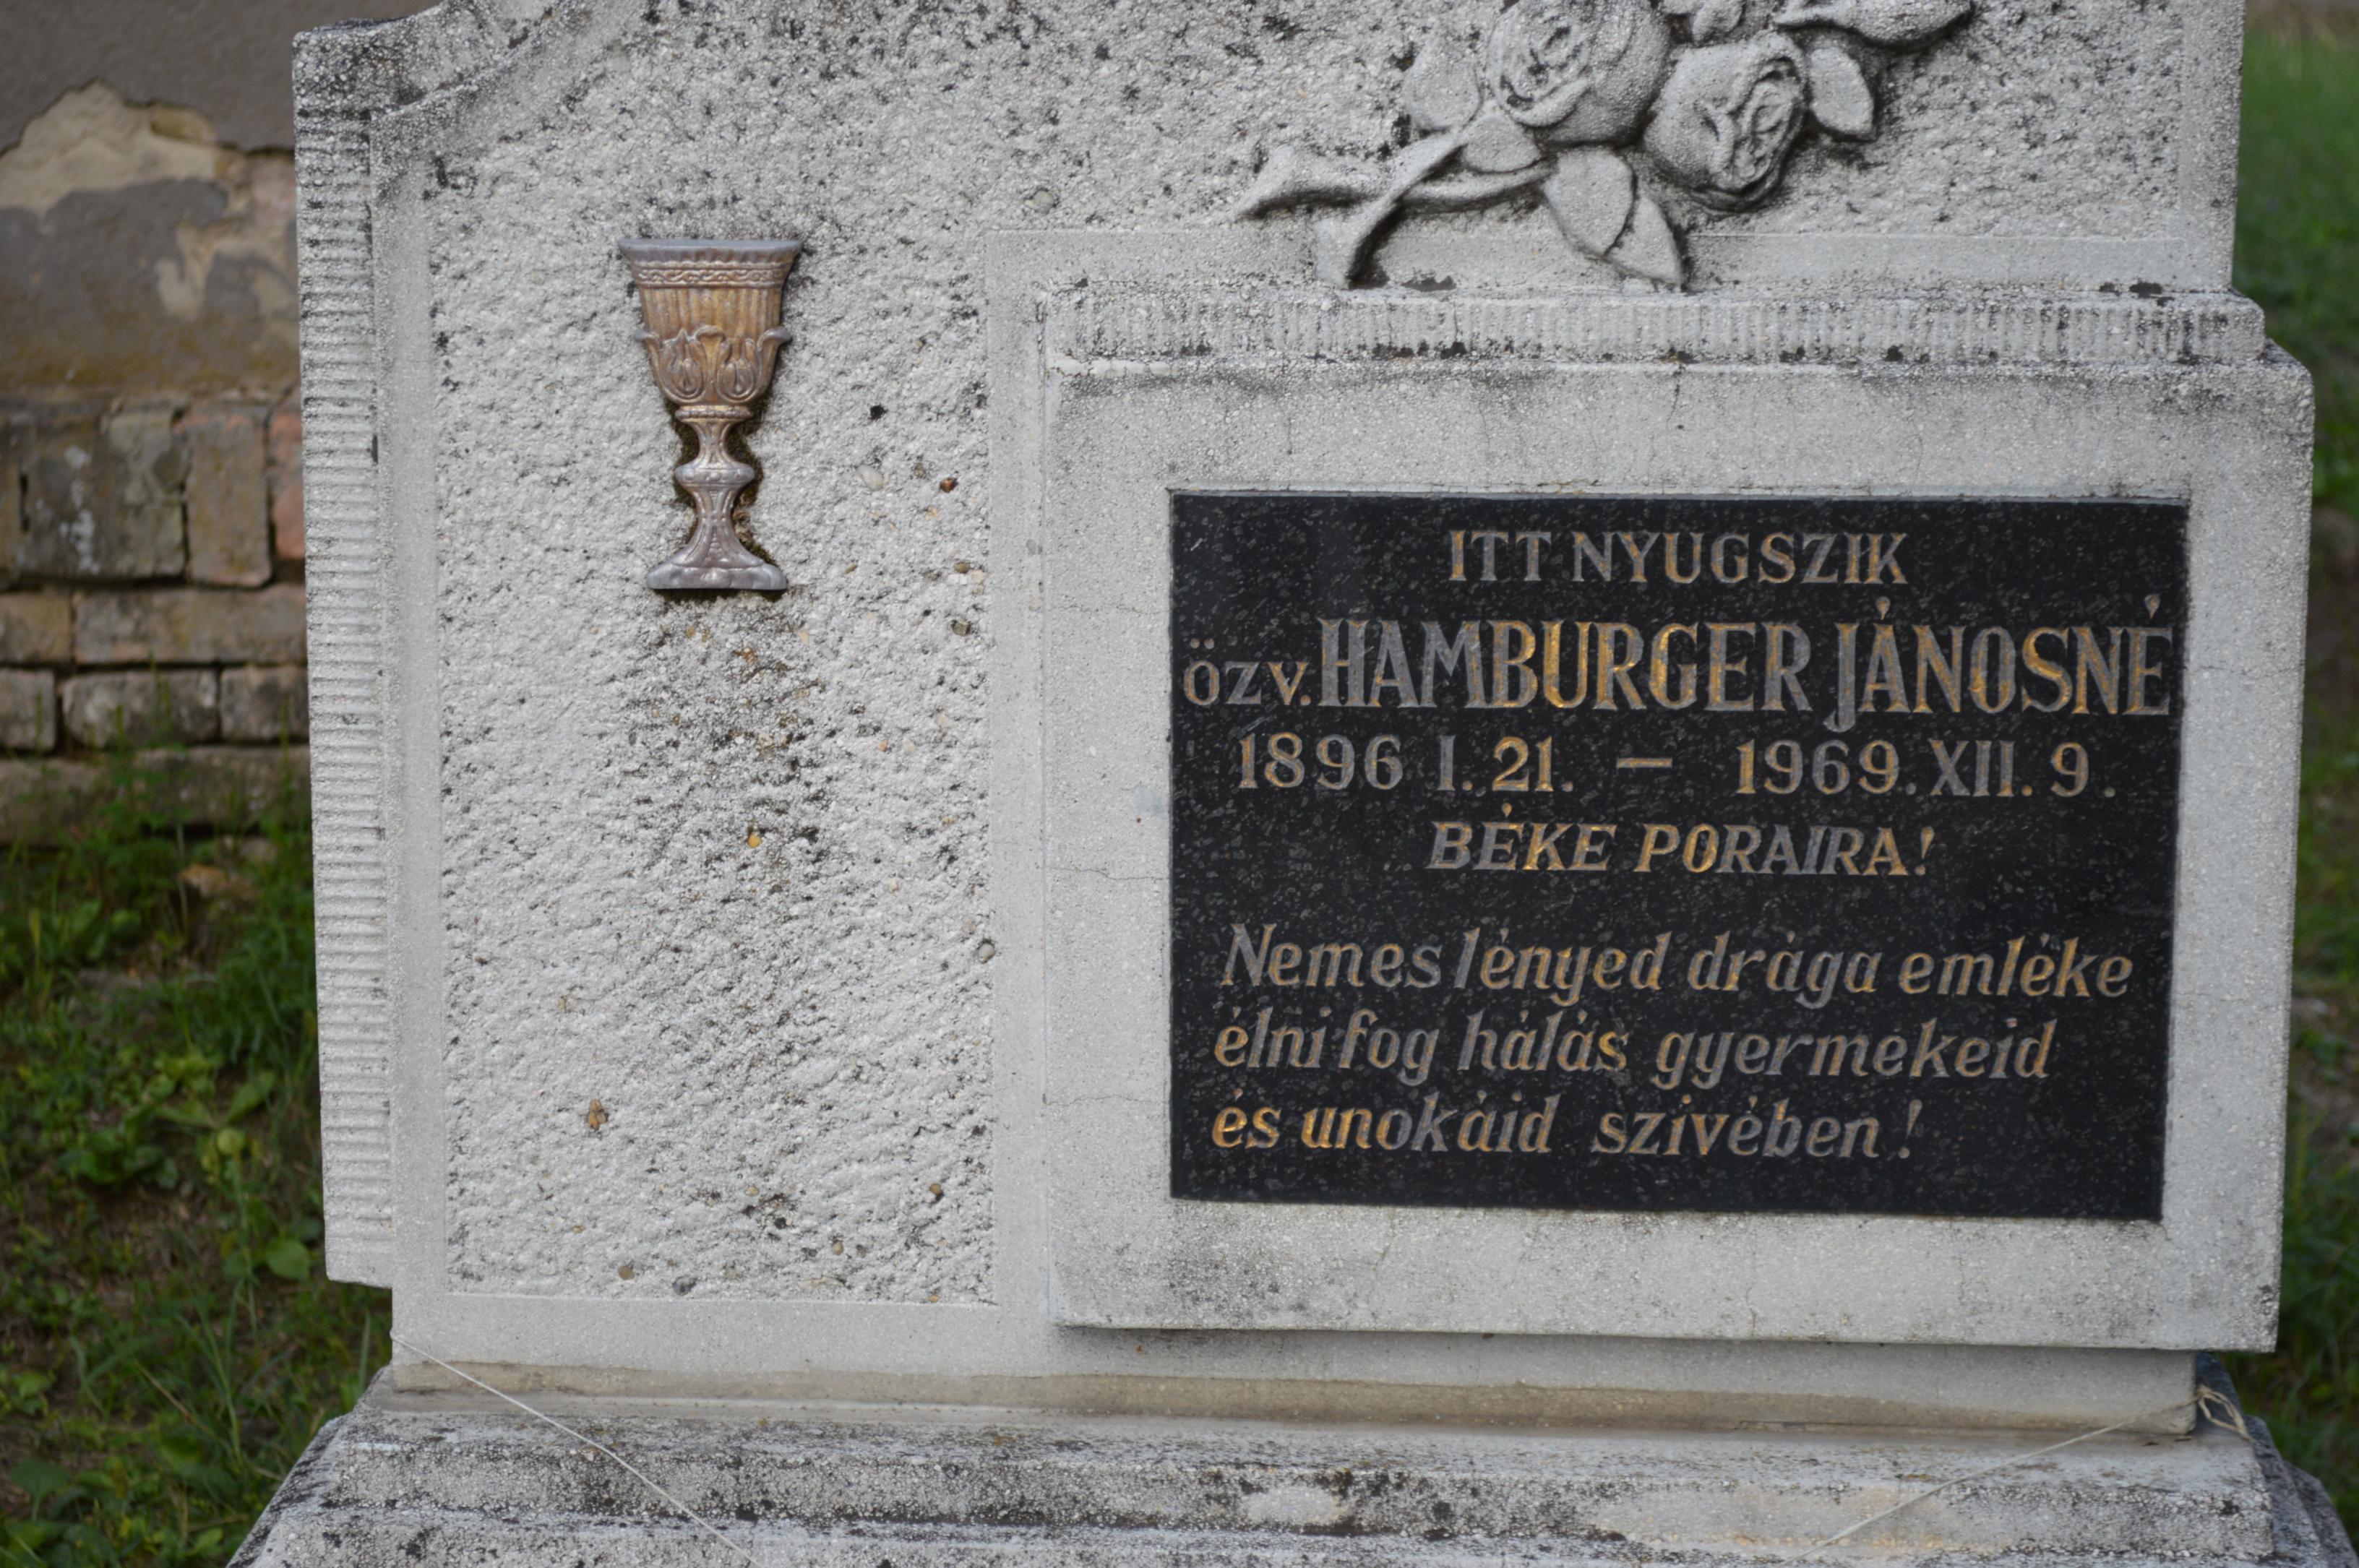 ITT NYUGSZIK
özv. HAMBURGER JÁNOSNÉ
1896 I. 21. — 1969. XII. 9.
BÉKE PORAIRA!
Nemes lényed drága emléke
élni fog hálás gyermekeid
és unokáid szivében!